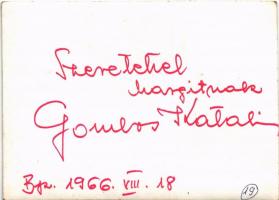 Szeretettel
Margitnak
Gombos Katalin
Bp. 1966. VIII. 18
19